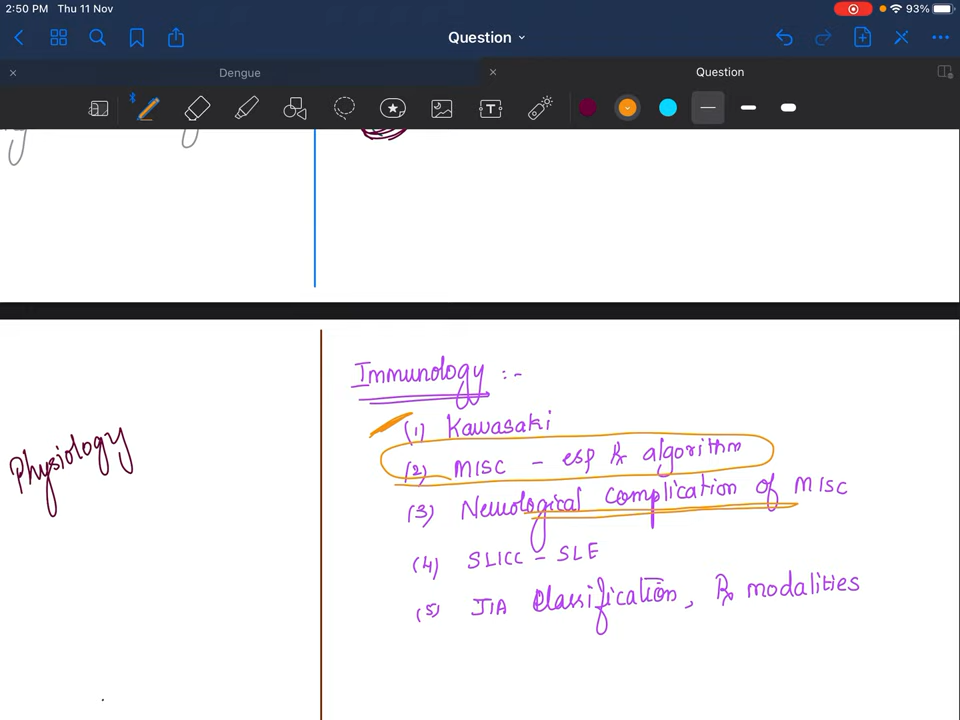 2:50 PM Thu 11 Nov
93%
Question
Dengue
Question
T
Immunology :-
(1) Kawasaki
(2) MISC - esp Rx algorithm
(3) Neurological complication of MISC
Physiology
(4) SLICC - SLE
(5) JIA Classification, Rx modalities